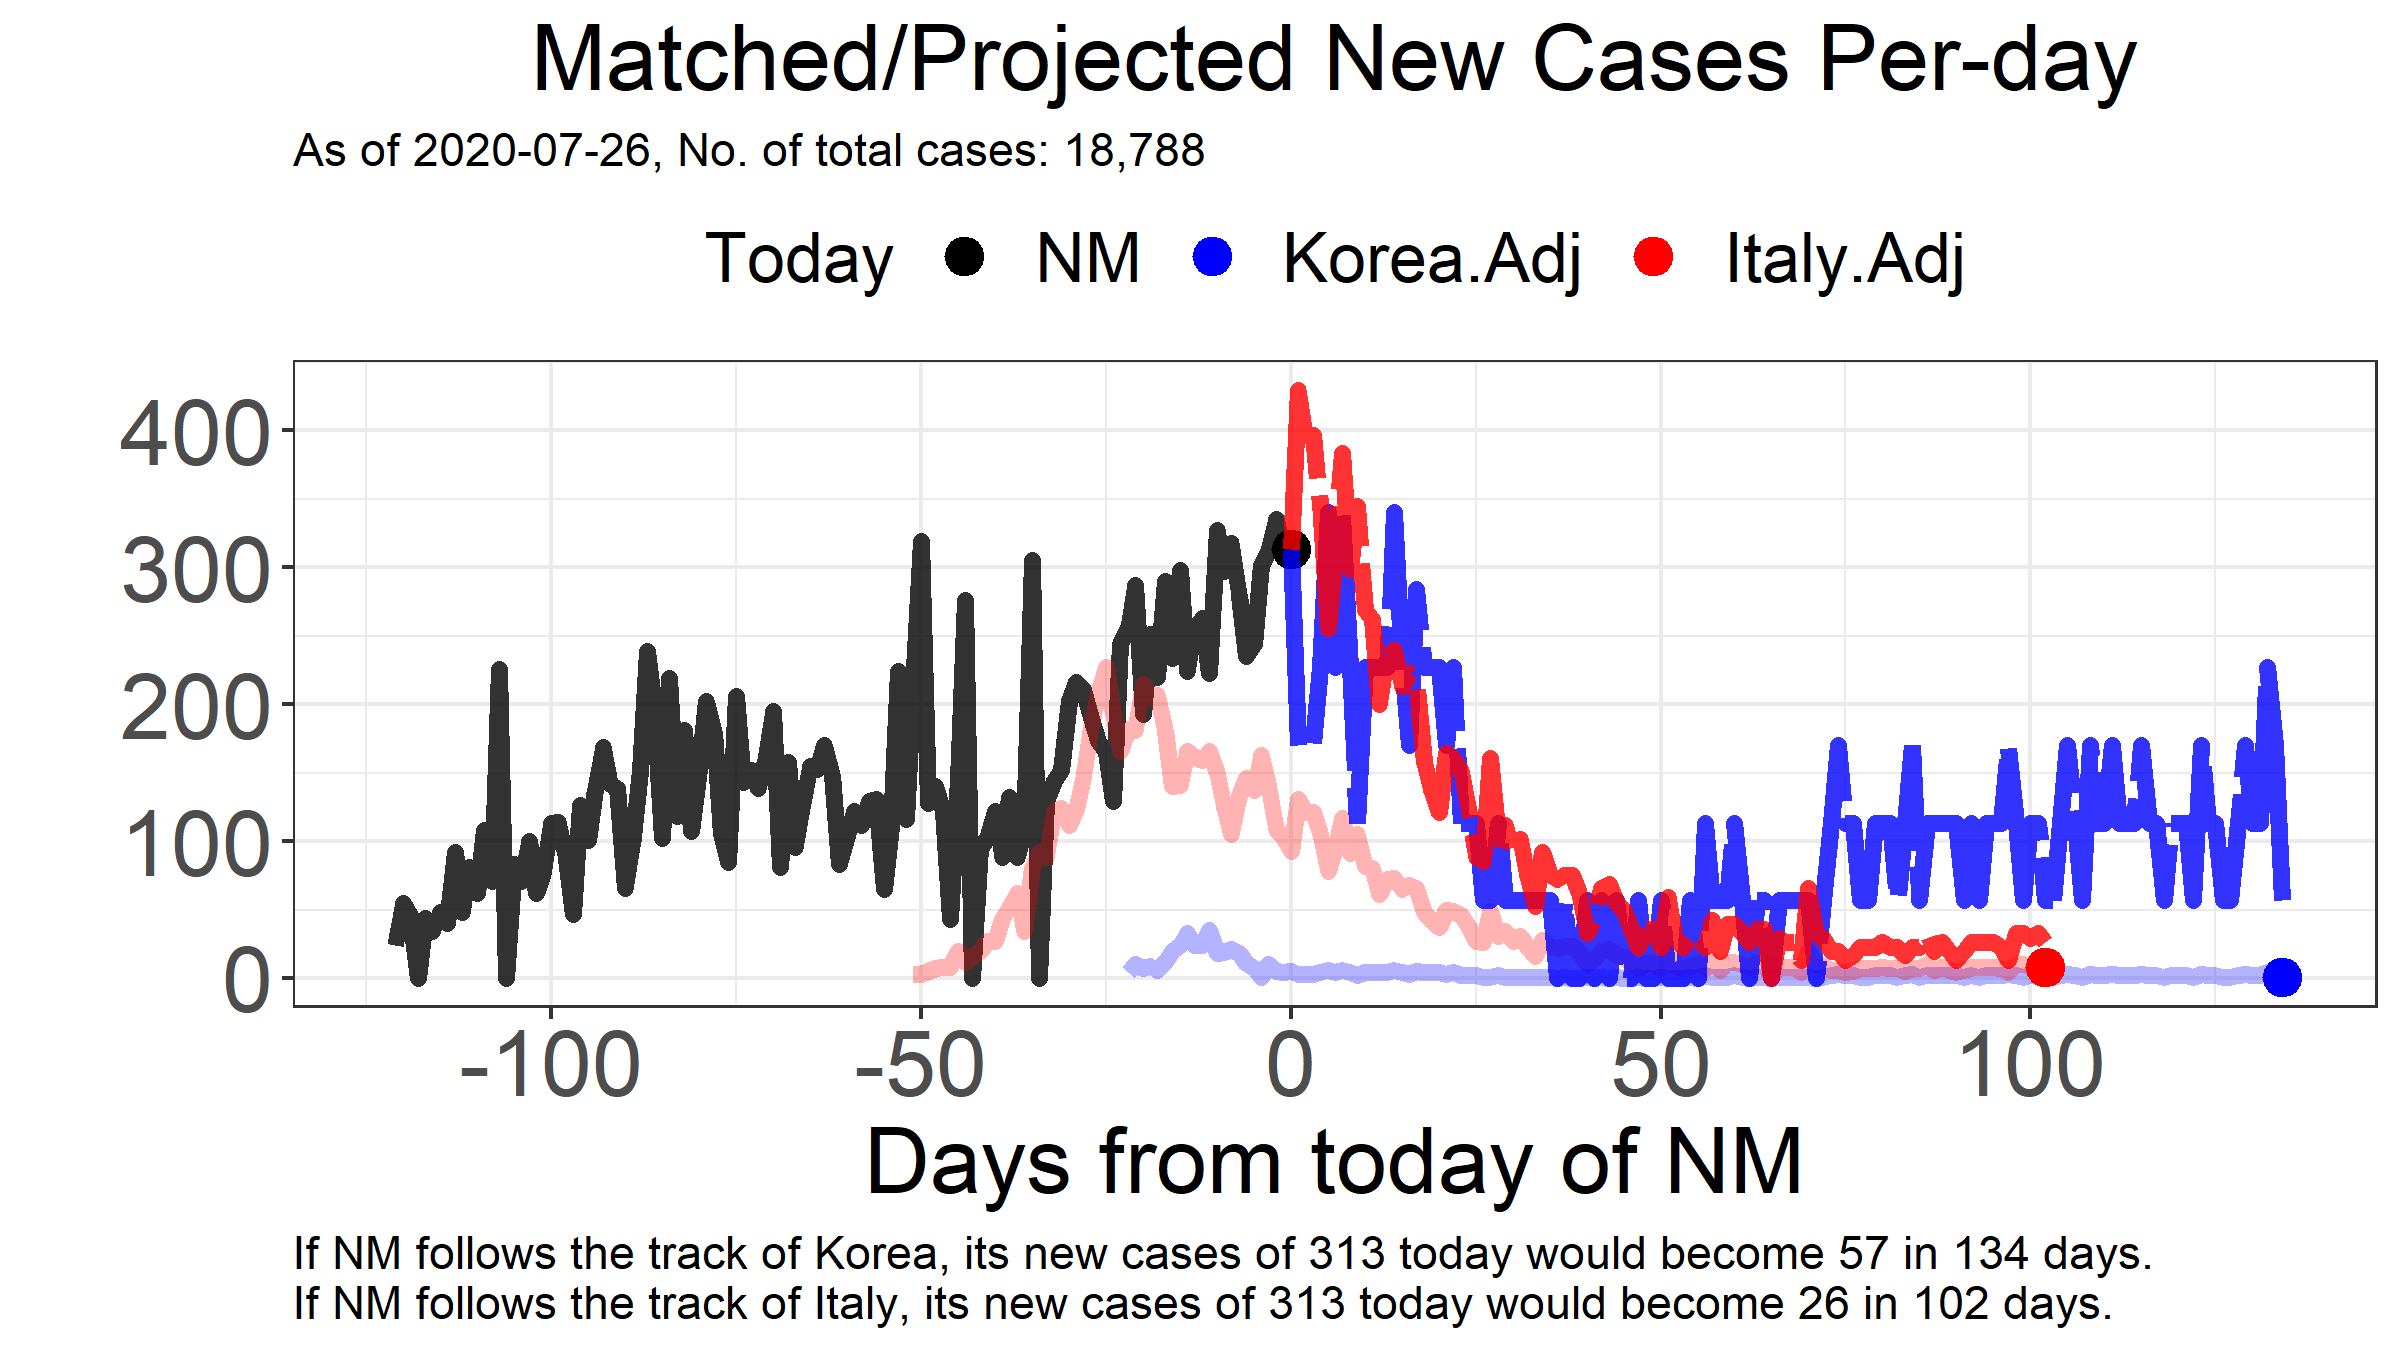 Matched/Projected New Cases Per-day
As of 2020-07-26, No. of total cases: 18,788
Today NM Korea.Adj Italy.Adj
400
300
200
100
0
-100 -50 0 50 100
Days from today of NM
If NM follows the track of Korea, its new cases of 313 today would become 57 in 134 days.
If NM follows the track of Italy, its new cases of 313 today would become 26 in 102 days.